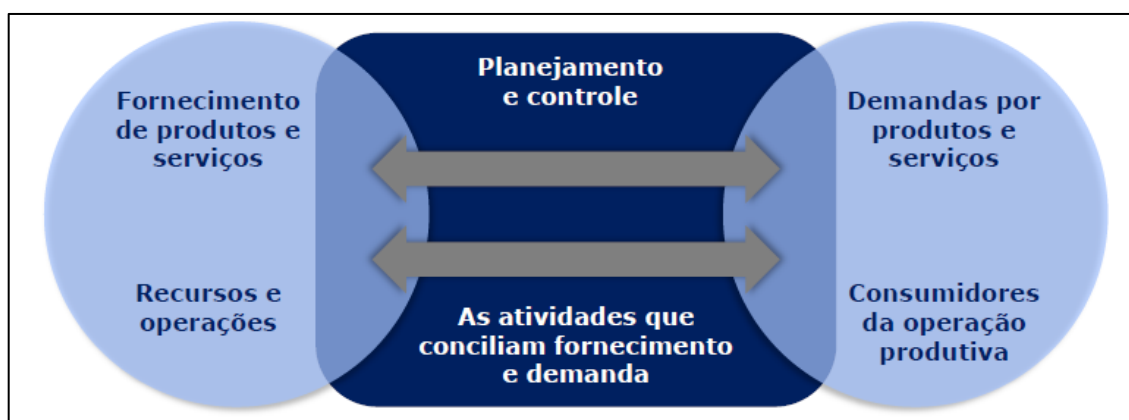 Fornecimento
de produtos e
serviços
Recursos e
operações
Planejamento
e controle
As atividades que
conciliam fornecimento
e demanda
Demandas por
produtos e
serviços
Consumidores
da operação
produtiva